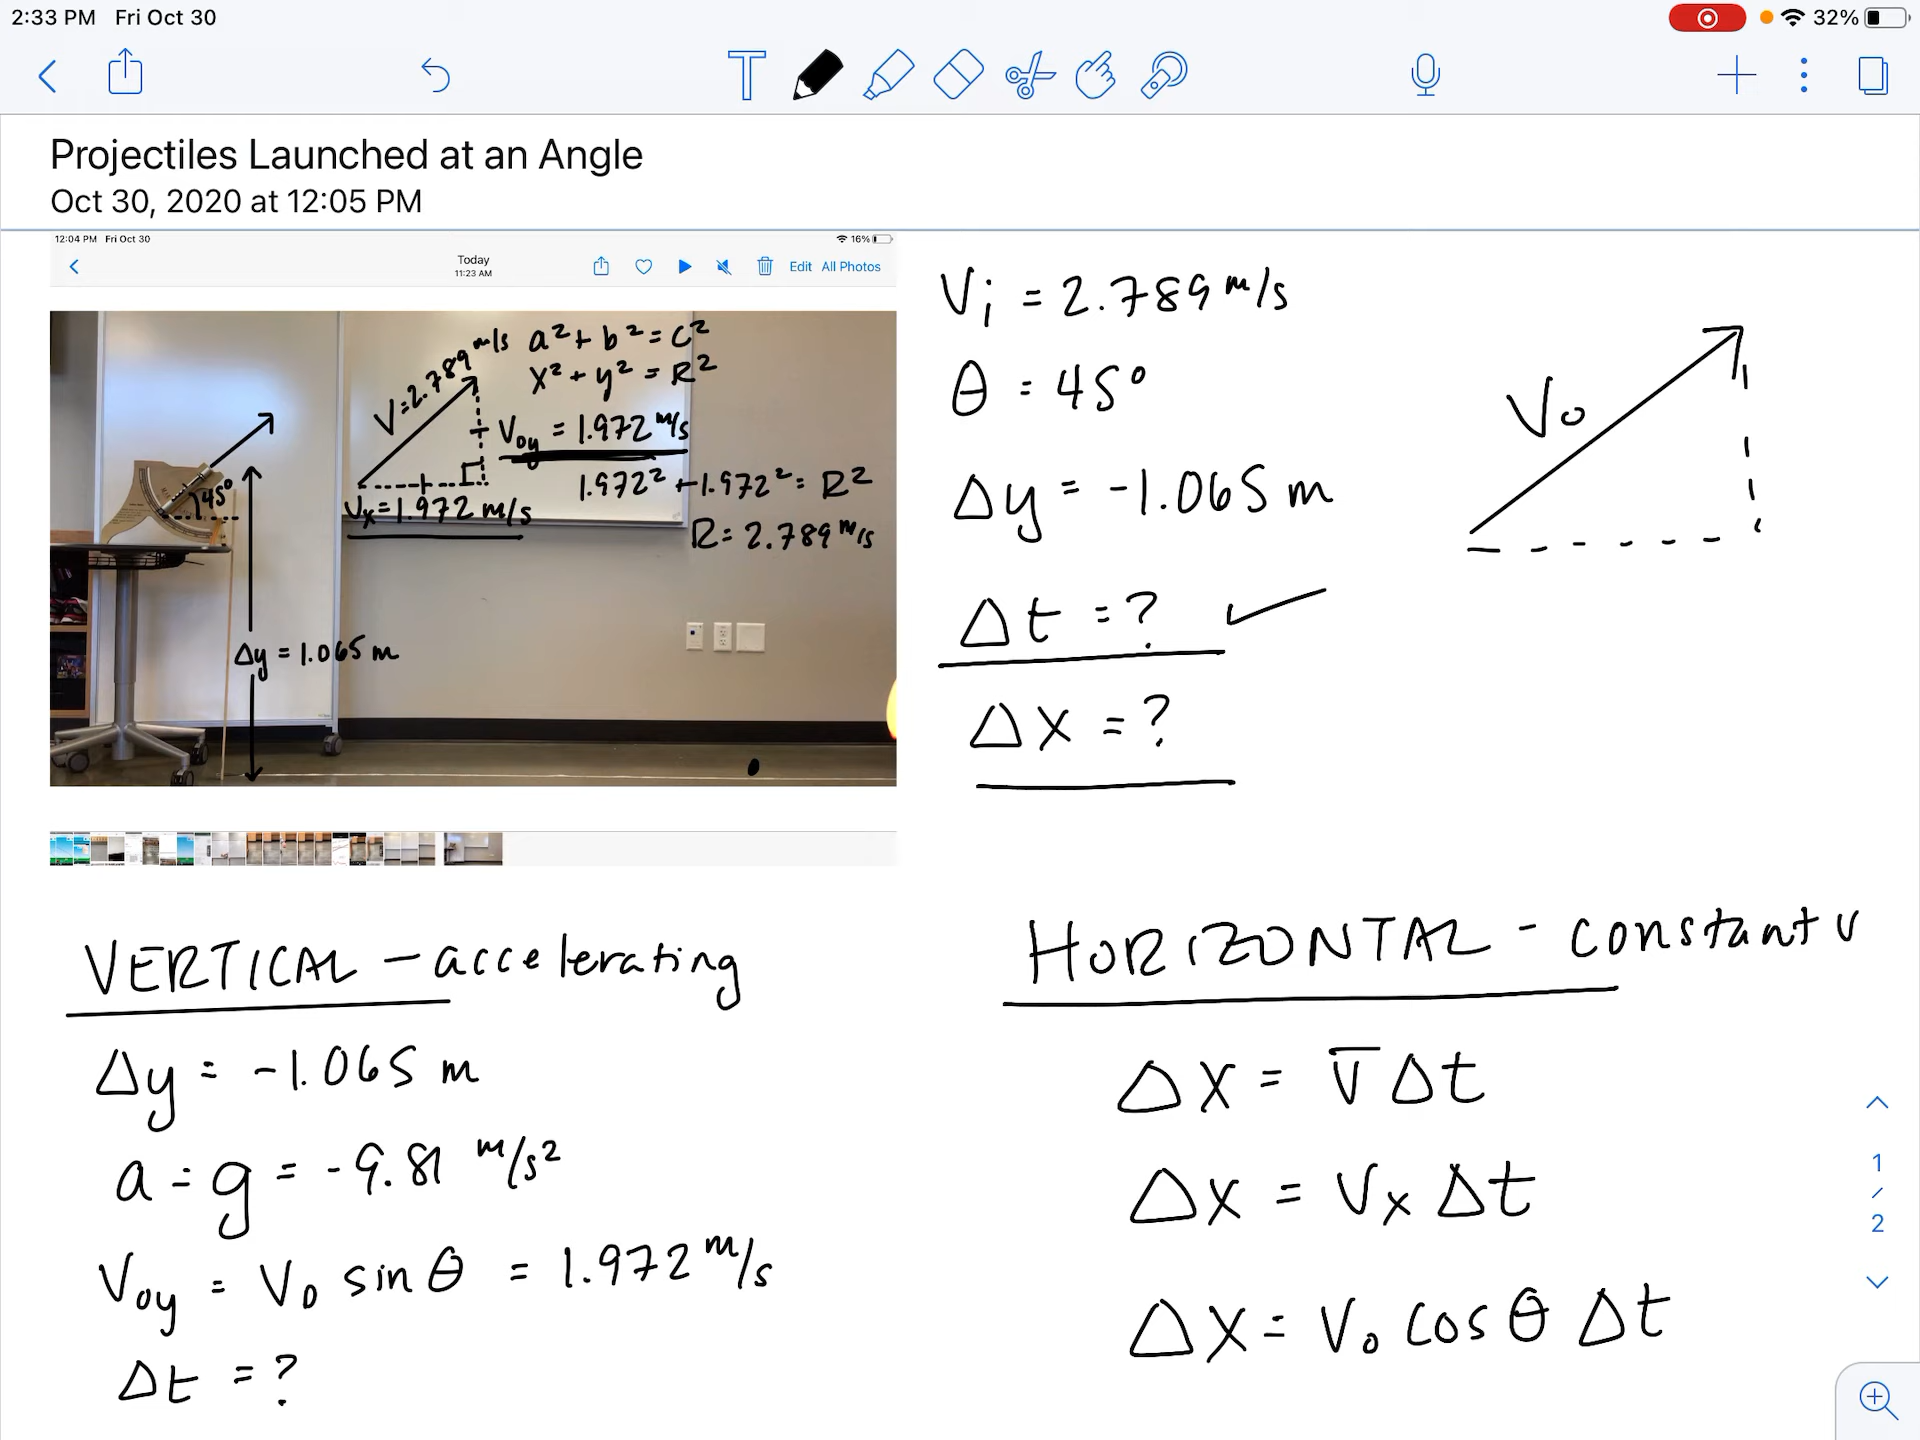 2:33 PM Fri Oct 30
32%
T
Projectiles Launched at an Angle
Oct 30, 2020 at 12:05 PM
12:04 PM Fri Oct 30
16%
Today
11:23 AM
Edit All Photos
V=2.789 m/s
a² + b² = c²
x² + y² = R²
Voy = 1.972 m/s
1.972² + 1.972² = R²
R = 2.789 m/s
Vx = 1.972 m/s
45°
Δy = 1.065 m
Vi = 2.789 m/s
θ = 45°
Δy = -1.065 m
Δt = ? ✓
Δx = ?
Vo
VERTICAL - accelerating
Δy = -1.065 m
a = g = -9.81 m/s²
Voy = Vo sin θ = 1.972 m/s
Δt = ?
HORIZONTAL - constant v
Δx = v̅Δt
Δx = Vx Δt
Δx = Vo cos θ Δt
1
/
2